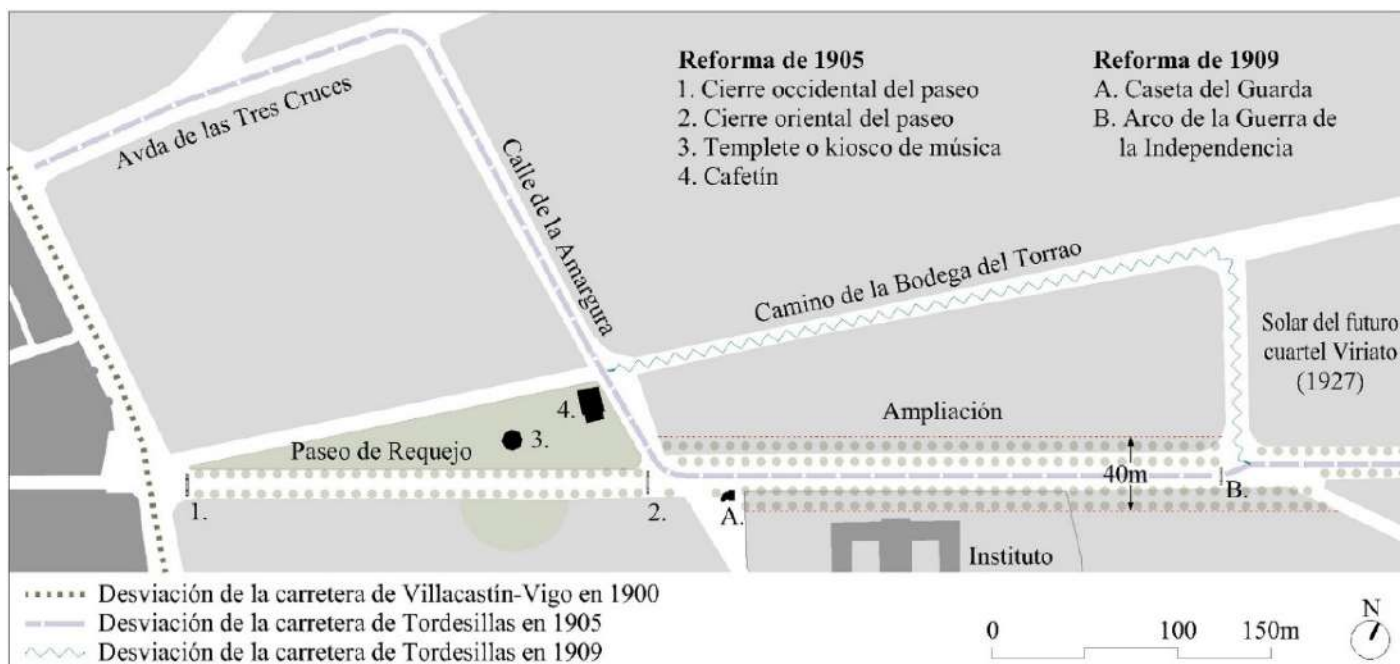 Reforma de 1905
1. Cierre occidental del paseo
2. Cierre oriental del paseo
3. Templete o kiosco de música
4. Cafetín
Reforma de 1909
A. Caseta del Guarda
B. Arco de la Guerra de
la Independencia
Avda de las Tres Cruces
Calle de la Amargura
Camino de la Bodega del Torrao
Solar del futuro
cuartel Viriato
(1927)
4.
Ampliación
3.
Paseo de Requejo
40m
1.
2.
A.
B.
Instituto
Desviación de la carretera de Villacastín-Vigo en 1900
Desviación de la carretera de Tordesillas en 1905
Desviación de la carretera de Tordesillas en 1909
0 100 150m
N